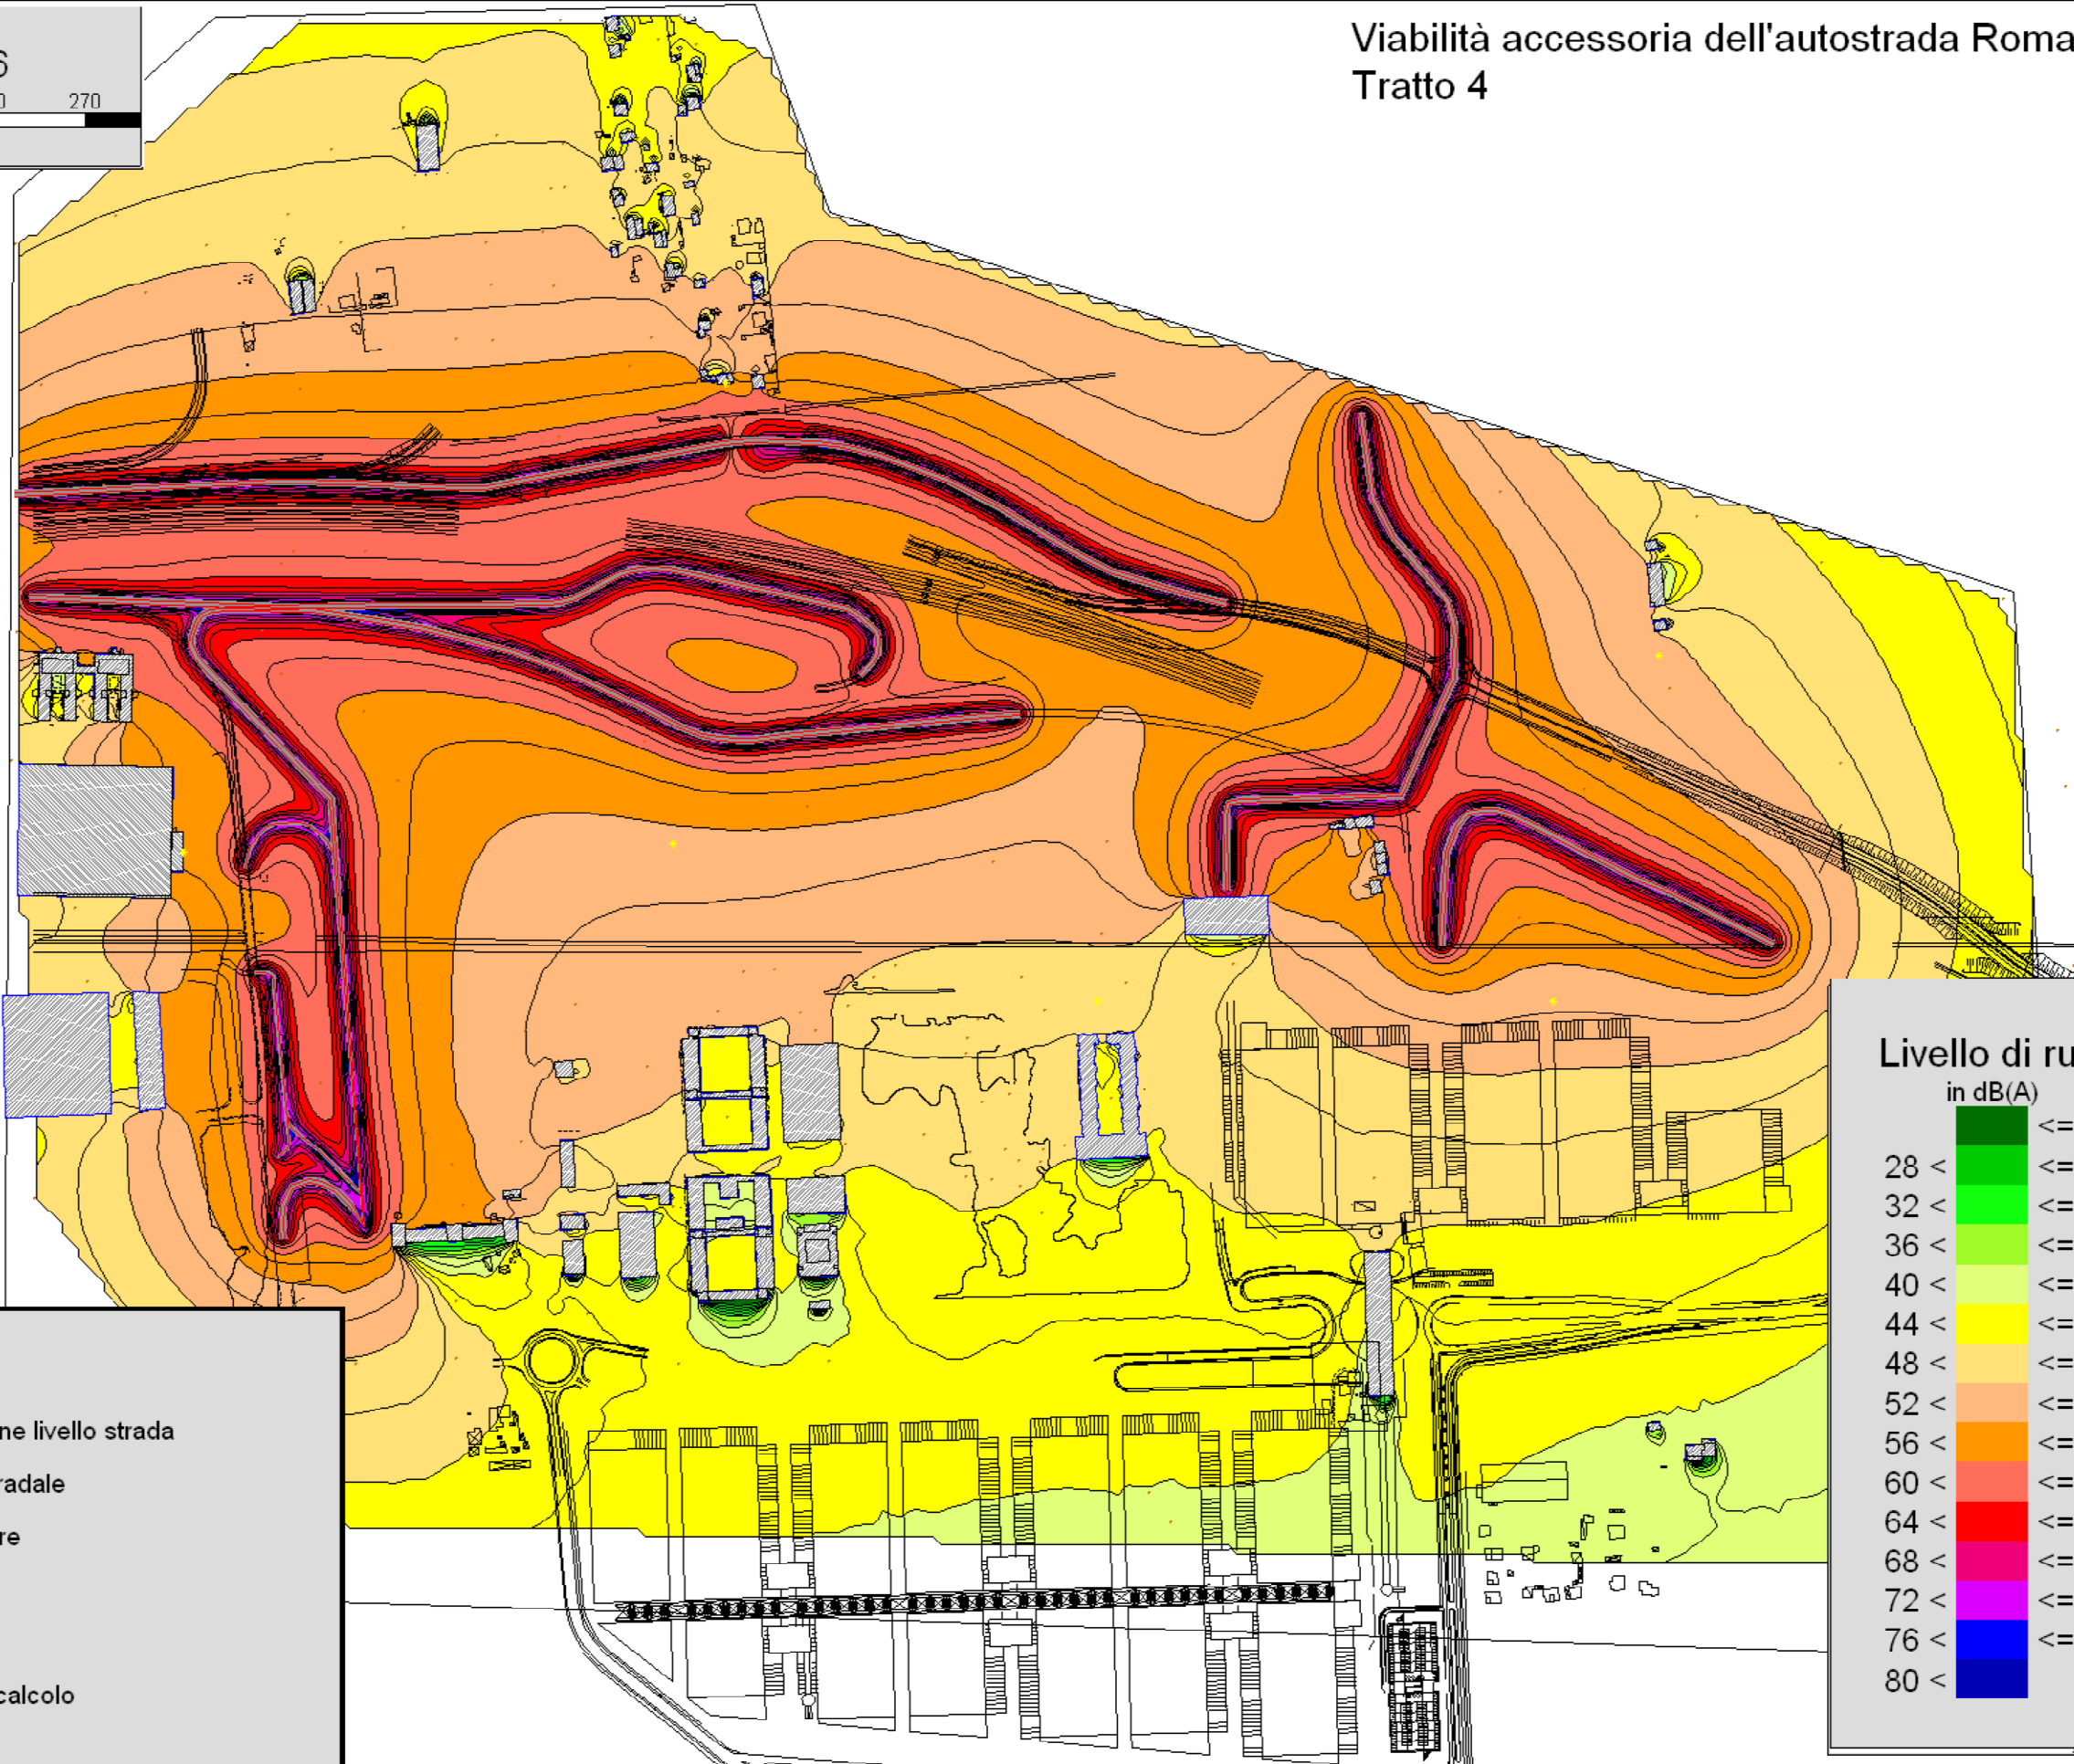 Viabilità accessoria dell'autostrada Roma
Tratto 4
270
Livello di ru
in dB(A)
<=
28 < <=
32 < <=
36 < <=
40 < <=
44 < <=
48 < <=
52 < <=
56 < <=
60 < <=
64 < <=
68 < <=
72 < <=
76 < <=
80 <
ne livello strada
radale
re
calcolo